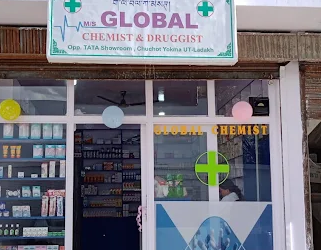 M/S GLOBAL
CHEMIST & DRUGGIST
Opp. TATA Showroom, Chuchot Yokma UT-Ladakh
GLOBAL CHEMIST